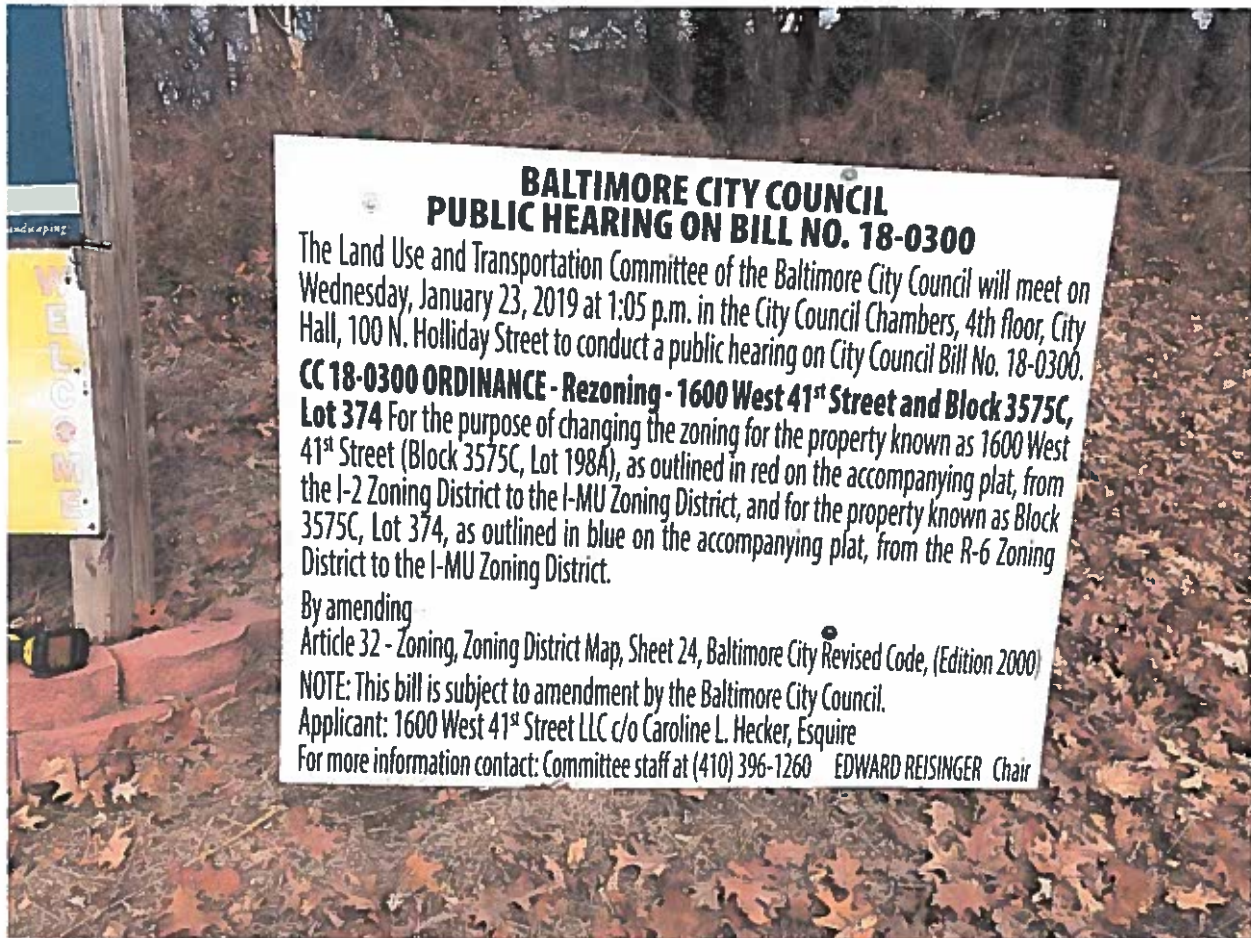 andscaping
WELCOME
BALTIMORE CITY COUNCIL
PUBLIC HEARING ON BILL NO. 18-0300
The Land Use and Transportation Committee of the Baltimore City Council will meet on
Wednesday, January 23, 2019 at 1:05 p.m. in the City Council Chambers, 4th floor, City
Hall, 100 N. Holliday Street to conduct a public hearing on City Council Bill No. 18-0300.
CC 18-0300 ORDINANCE - Rezoning - 1600 West 41st Street and Block 3575C,
Lot 374 For the purpose of changing the zoning for the property known as 1600 West
41st Street (Block 3575C, Lot 198A), as outlined in red on the accompanying plat, from
the I-2 Zoning District to the I-MU Zoning District, and for the property known as Block
3575C, Lot 374, as outlined in blue on the accompanying plat, from the R-6 Zoning
District to the I-MU Zoning District.
By amending
Article 32 - Zoning, Zoning District Map, Sheet 24, Baltimore City Revised Code, (Edition 2000)
NOTE: This bill is subject to amendment by the Baltimore City Council.
Applicant: 1600 West 41st Street LLC c/o Caroline L. Hecker, Esquire
For more information contact: Committee staff at (410) 396-1260 EDWARD REISINGER Chair